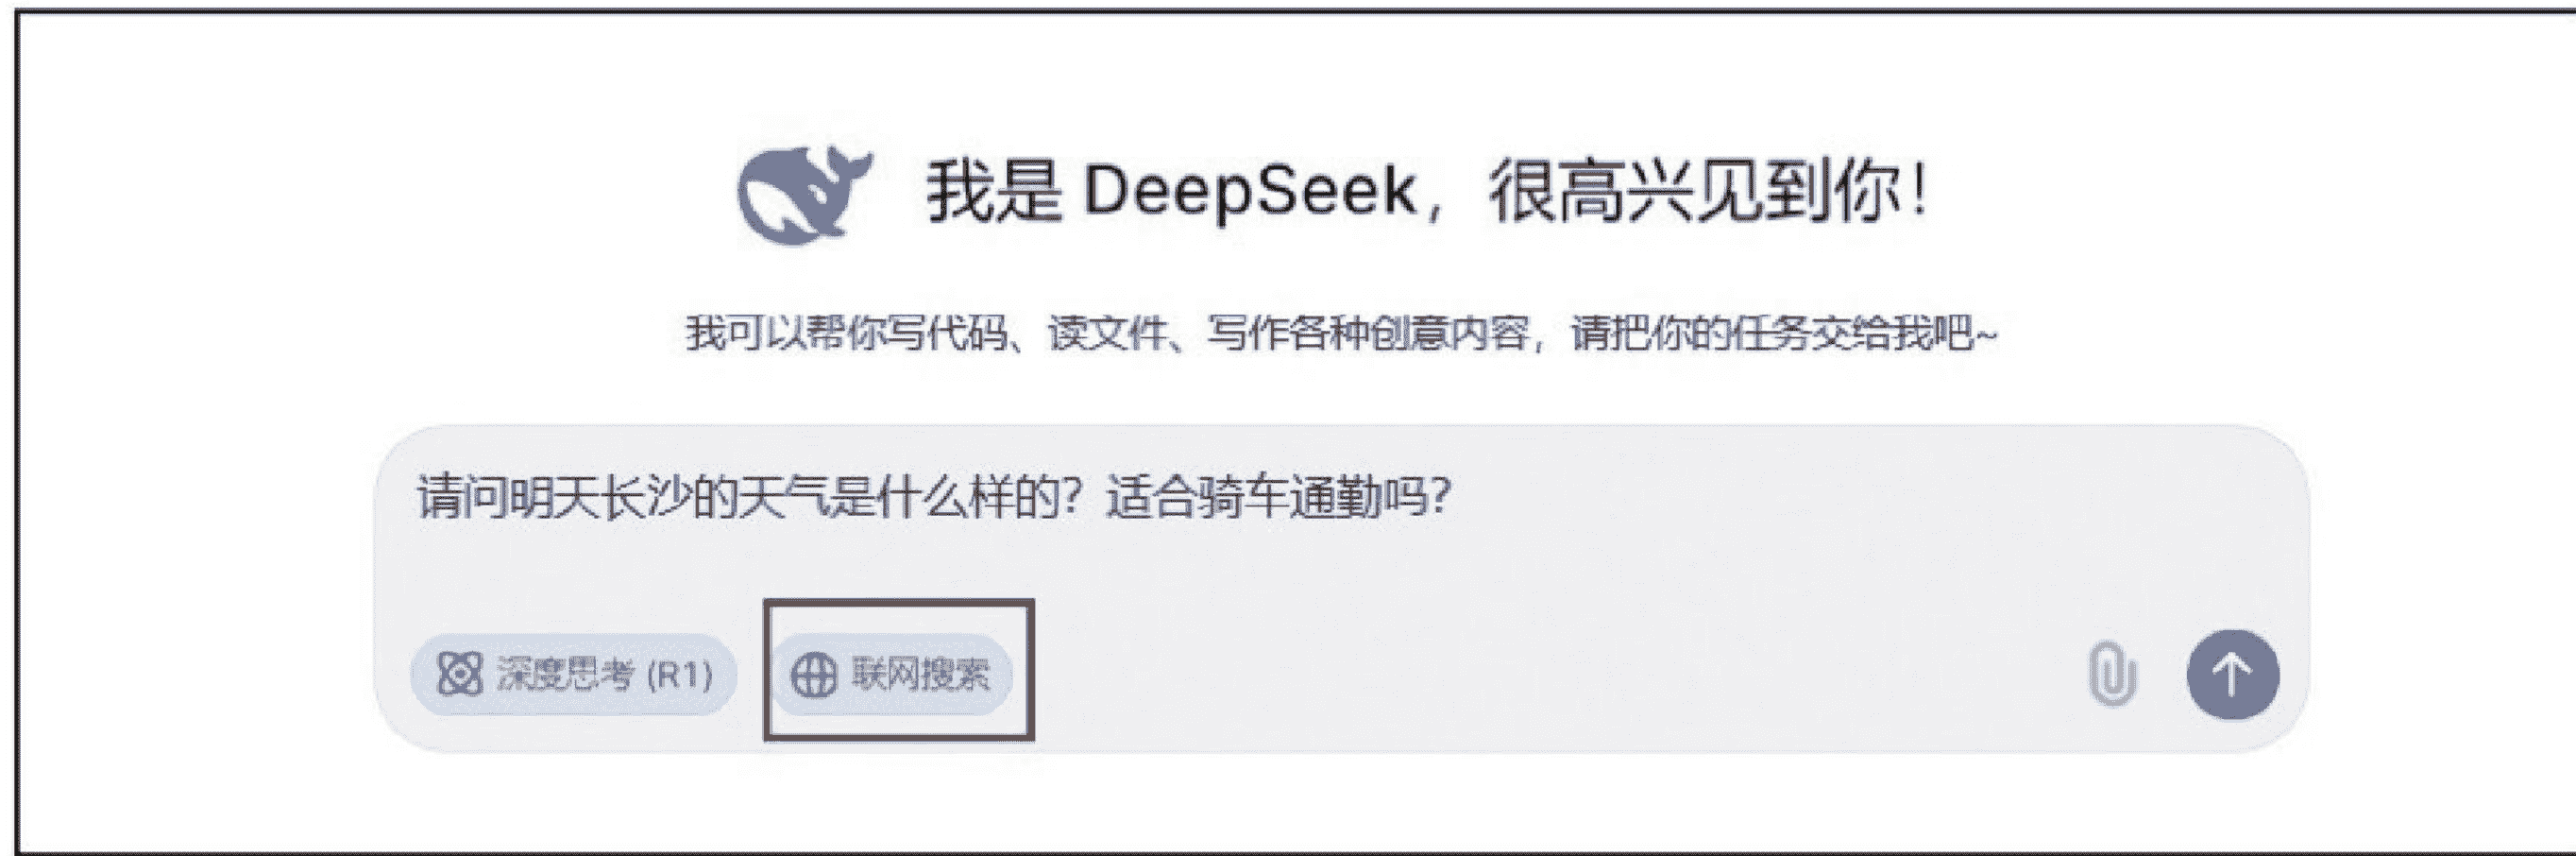 我是 DeepSeek，很高兴见到你！
我可以帮你写代码、读文件、写作各种创意内容，请把你的任务交给我吧~
请问明天长沙的天气是什么样的？适合骑车通勤吗？
深度思考 (R1) 联网搜索